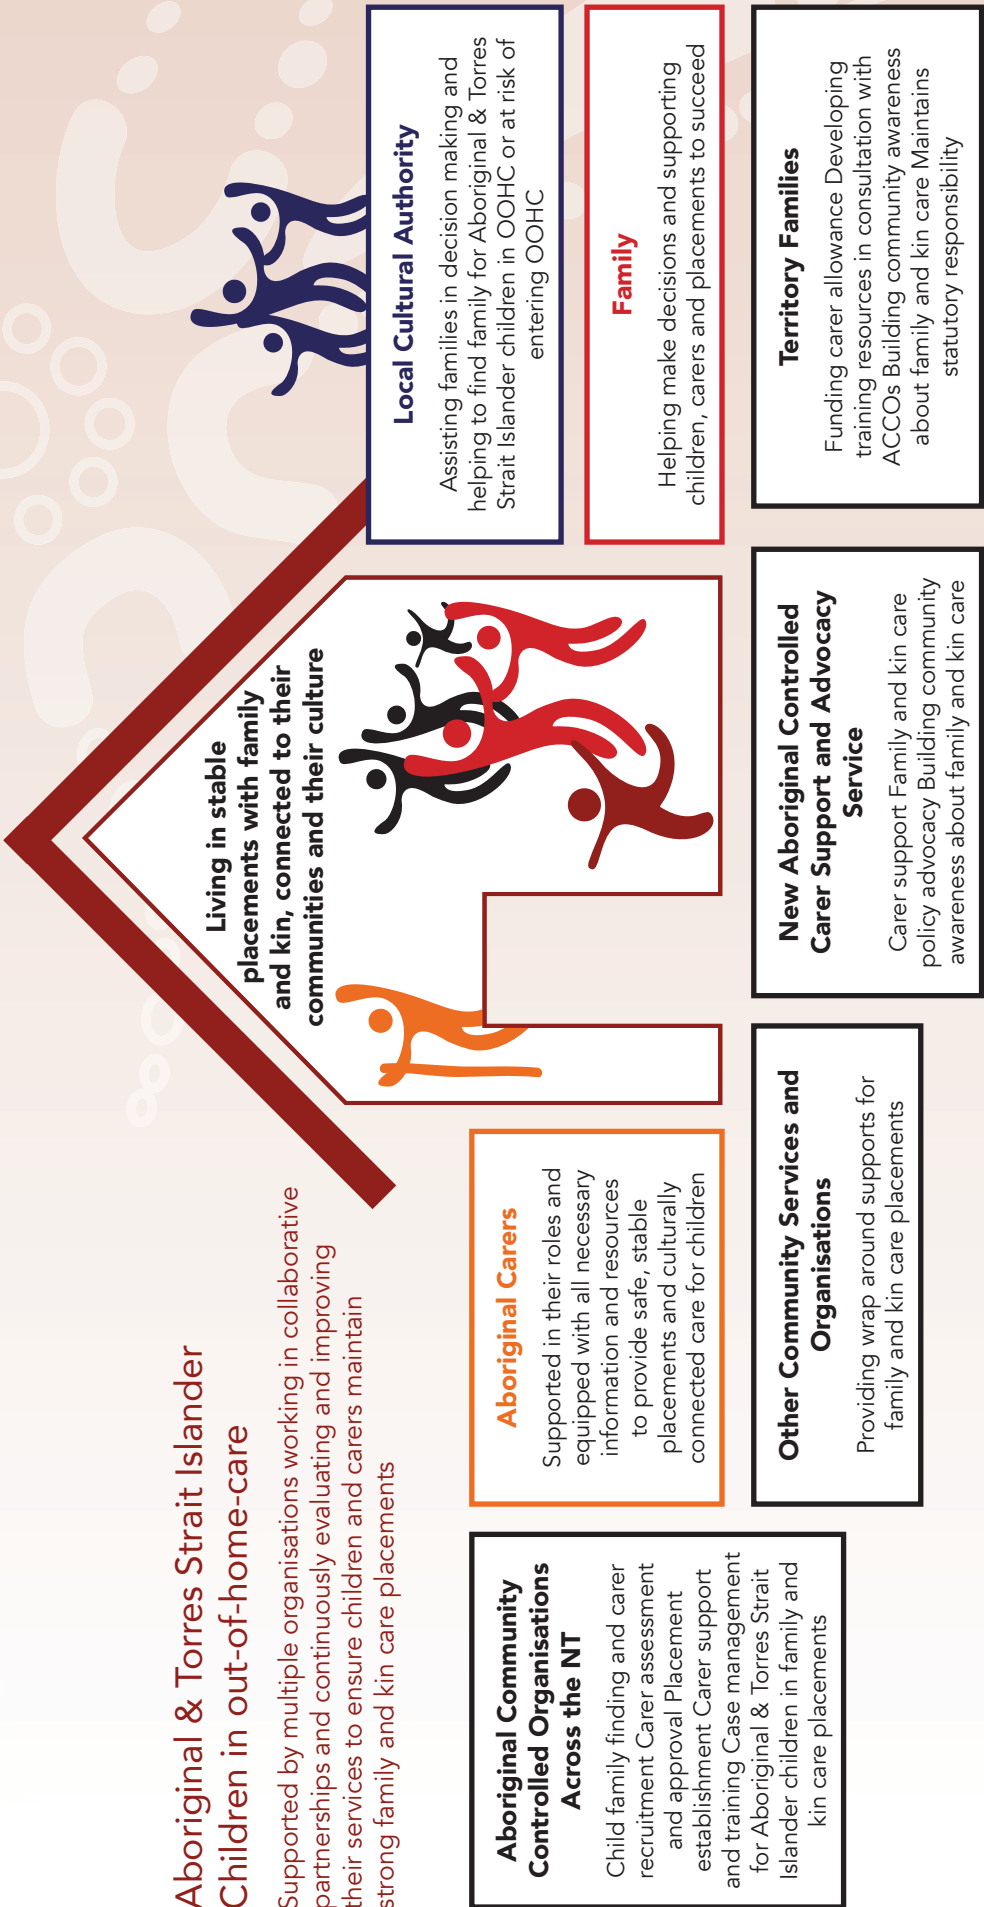 Aboriginal & Torres Strait Islander
Children in out-of-home-care
Supported by multiple organisations working in collaborative
partnerships and continuously evaluating and improving
their services to ensure children and carers maintain
strong family and kin care placements
Living in stable
placements with family
and kin, connected to their
communities and their culture
Local Cultural Authority
Assisting families in decision making and
helping to find family for Aboriginal & Torres
Strait Islander children in OOHC or at risk of
entering OOHC
Aboriginal Community
Controlled Organisations
Across the NT
Child family finding and carer
recruitment Carer assessment
and approval Placement
establishment Carer support
and training Case management
for Aboriginal & Torres Strait
Islander children in family and
kin care placements
Aboriginal Carers
Supported in their roles and
equipped with all necessary
information and resources
to provide safe, stable
placements and culturally
connected care for children
Family
Helping make decisions and supporting
children, carers and placements to succeed
Other Community Services and
Organisations
Providing wrap around supports for
family and kin care placements
New Aboriginal Controlled
Carer Support and Advocacy
Service
Carer support Family and kin care
policy advocacy Building community
awareness about family and kin care
Territory Families
Funding carer allowance Developing
training resources in consultation with
ACCOs Building community awareness
about family and kin care Maintains
statutory responsibility